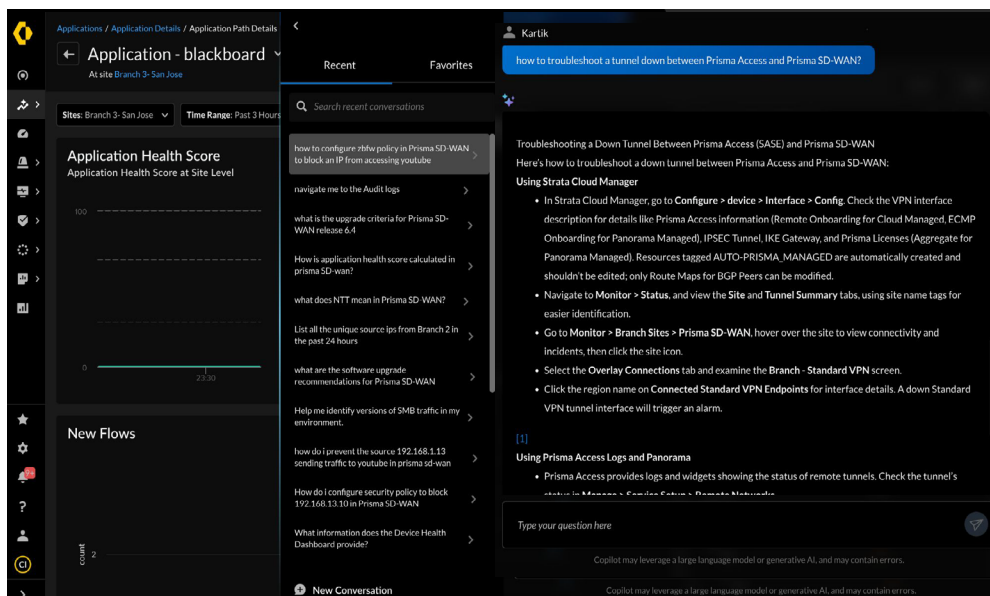 Applications / Application Details / Application Path Details
Application - blackboard
At site Branch 3- San Jose
Sites: Branch 3- San Jose
Time Range: Past 3 Hours
Application Health Score
Application Health Score at Site Level
100
0
23:30
New Flows
count
2
CI
Recent
Favorites
Search recent conversations
how to configure zbfw policy in Prisma SD-WAN
to block an IP from accessing youtube
navigate me to the Audit logs
what is the upgrade criteria for Prisma SD-
WAN release 6.4
How is application health score calculated in
prisma SD-wan?
what does NTT mean in Prisma SD-WAN?
List all the unique source ips from Branch 2 in
the past 24 hours
what are the software upgrade
recommendations for Prisma SD-WAN
Help me identify versions of SMB traffic in my
environment.
how do i prevent the source 192.168.1.13
sending traffic to youtube in prisma sd-wan
How do i configure security policy to block
192.168.13.10 in Prisma SD-WAN
What information does the Device Health
Dashboard provide?
New Conversation
Kartik
how to troubleshoot a tunnel down between Prisma Access and Prisma SD-WAN?
Troubleshooting a Down Tunnel Between Prisma Access (SASE) and Prisma SD-WAN
Here's how to troubleshoot a down tunnel between Prisma Access and Prisma SD-WAN:
Using Strata Cloud Manager
• In Strata Cloud Manager, go to Configure > device > Interface > Config. Check the VPN interface
description for details like Prisma Access information (Remote Onboarding for Cloud Managed, ECMP
Onboarding for Panorama Managed), IPSEC Tunnel, IKE Gateway, and Prisma Licenses (Aggregate for
Panorama Managed). Resources tagged AUTO-PRISMA_MANAGED are automatically created and
shouldn't be edited; only Route Maps for BGP Peers can be modified.
• Navigate to Monitor > Status, and view the Site and Tunnel Summary tabs, using site name tags for
easier identification.
• Go to Monitor > Branch Sites > Prisma SD-WAN, hover over the site to view connectivity and
incidents, then click the site icon.
• Select the Overlay Connections tab and examine the Branch - Standard VPN screen.
• Click the region name on Connected Standard VPN Endpoints for interface details. A down Standard
VPN tunnel interface will trigger an alarm.
[1]
Using Prisma Access Logs and Panorama
• Prisma Access provides logs and widgets showing the status of remote tunnels. Check the tunnel's
status in Manage > Service Setup > Remote Networks
Type your question here
Copilot may leverage a large language model or generative AI, and may contain errors.
Copilot may leverage a large language model or generative AI, and may contain errors.